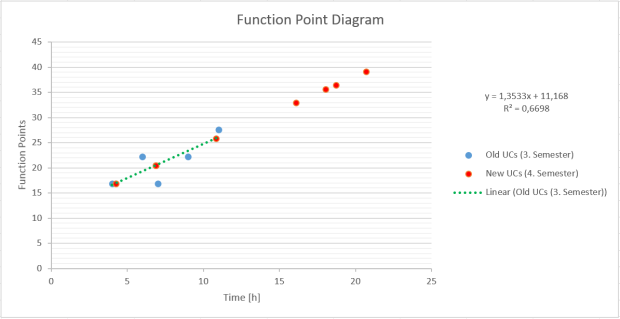 Function Point Diagram
45
40
35
30
25
20
15
10
5
0
Function Points
0 5 10 15 20 25
Time [h]
y = 1,3533x + 11,168
R² = 0,6698
Old UCs (3. Semester)
New UCs (4. Semester)
Linear (Old UCs (3. Semester))